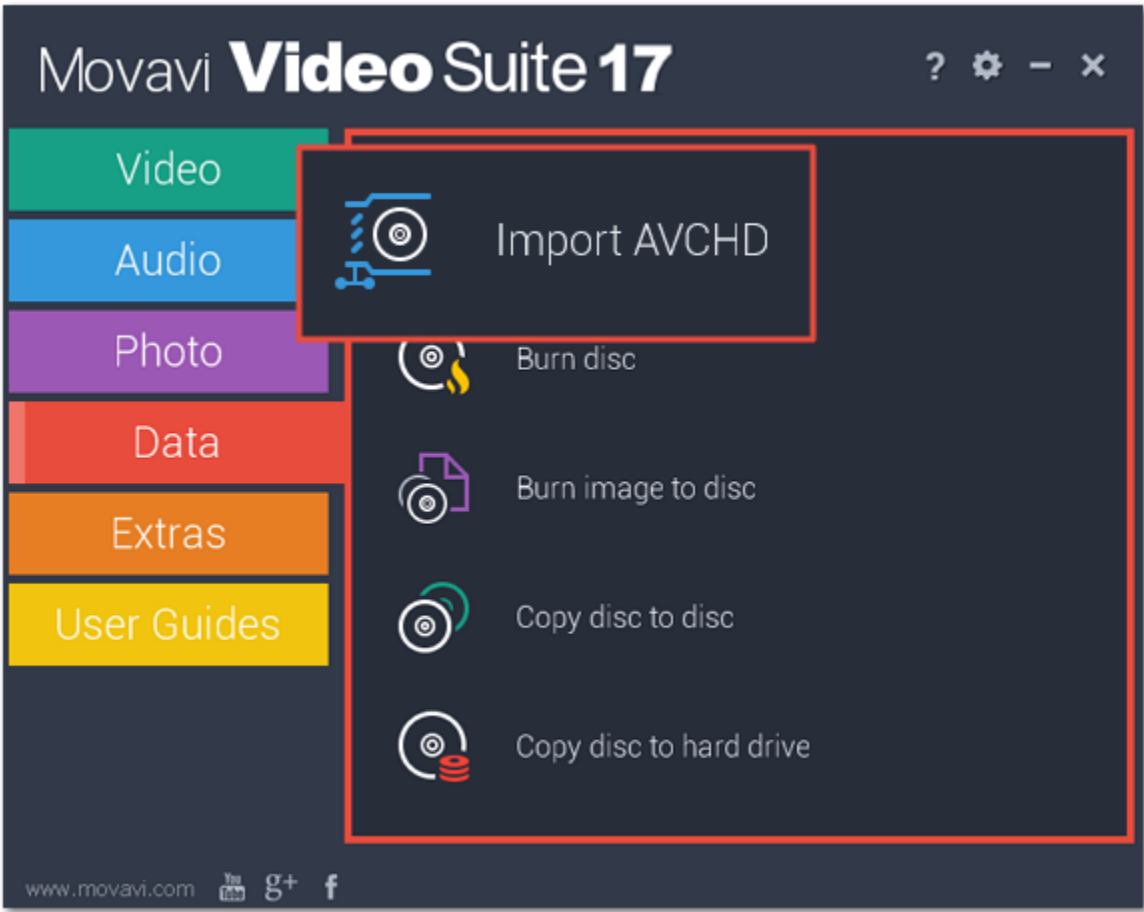 Movavi Video Suite 17
?
Video
Audio
Photo
Data
Extras
User Guides
Import AVCHD
Burn disc
Burn image to disc
Copy disc to disc
Copy disc to hard drive
www.movavi.com You Tube g+ f